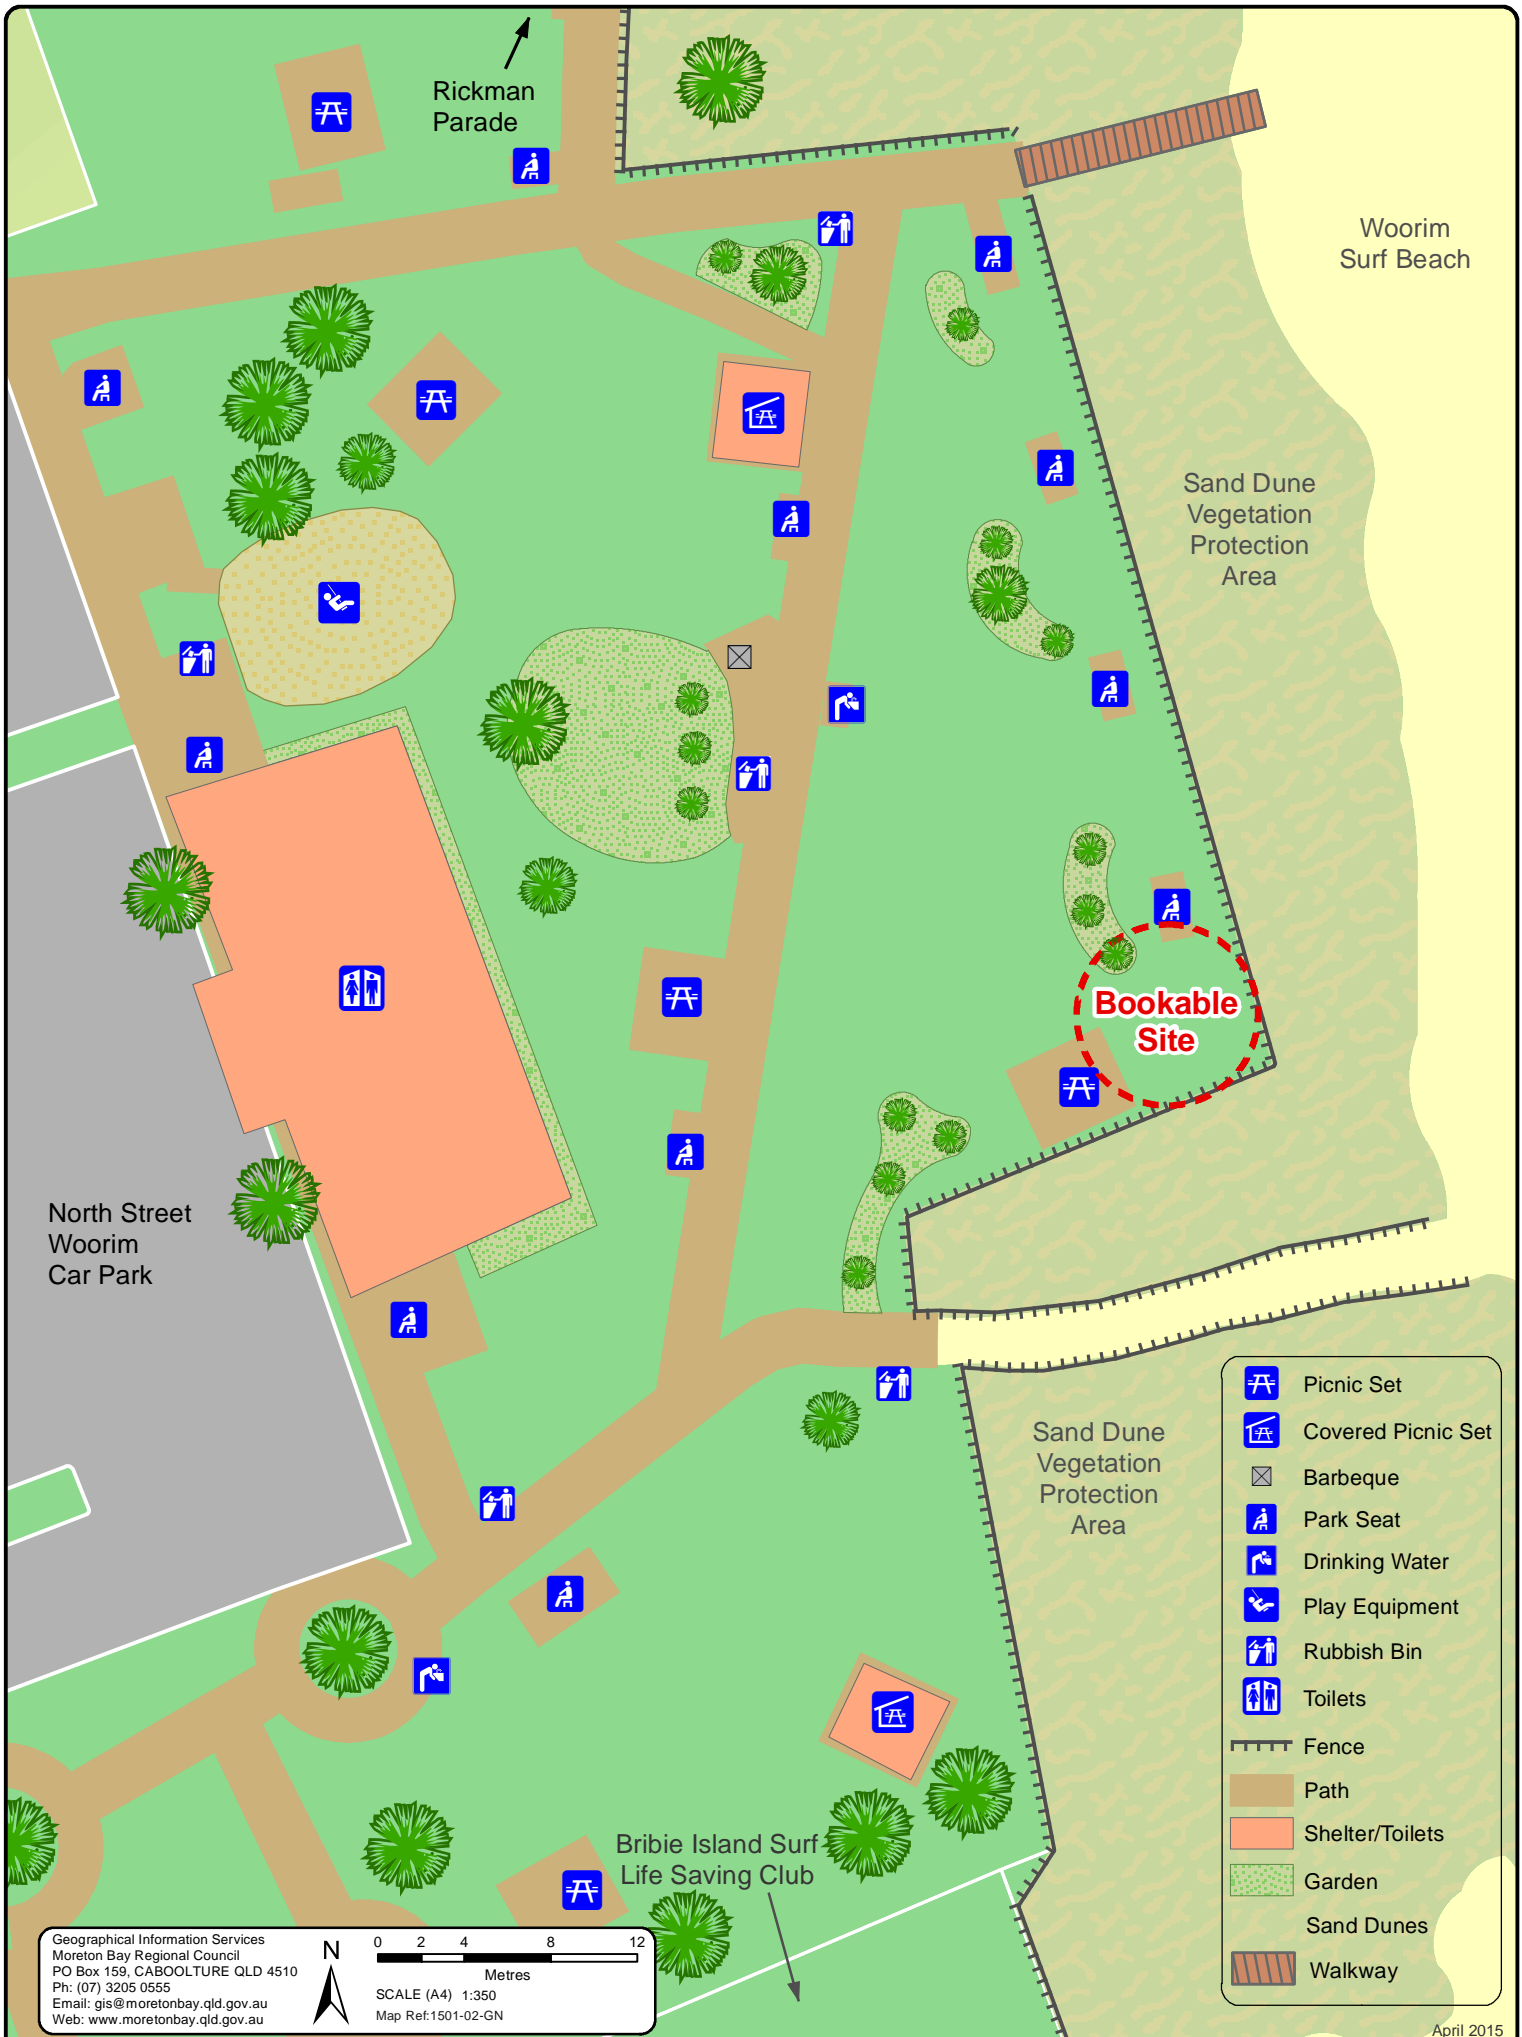 Rickman
Parade
Woorim
Surf Beach
Sand Dune
Vegetation
Protection
Area
Bookable
Site
North Street
Woorim
Car Park
Sand Dune
Vegetation
Protection
Area
Bribie Island Surf
Life Saving Club
Picnic Set
Covered Picnic Set
Barbeque
Park Seat
Drinking Water
Play Equipment
Rubbish Bin
Toilets
Fence
Path
Shelter/Toilets
Garden
Sand Dunes
Walkway
Geographical Information Services
Moreton Bay Regional Council
PO Box 159, CABOOLTURE QLD 4510
Ph: (07) 3205 0555
Email: gis@moretonbay.qld.gov.au
Web: www.moretonbay.qld.gov.au
N
0 2 4 8 12
Metres
SCALE (A4) 1:350
Map Ref:1501-02-GN
April 2015